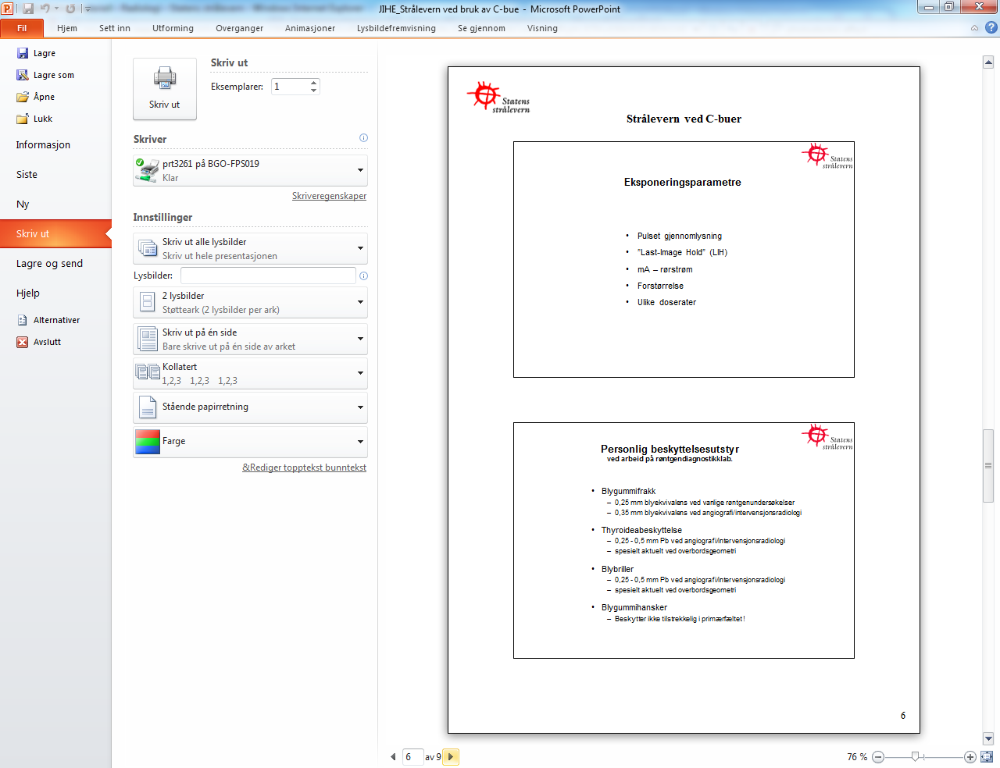 JIHE_Strålevern ved bruk av C-bue - Microsoft PowerPoint
Fil Hjem Sett inn Utforming Overganger Animasjoner Lysbildefremvisning Se gjennom Visning
Lagre
Lagre som
Åpne
Lukk
Informasjon
Siste
Ny
Skriv ut
Lagre og send
Hjelp
Alternativer
Avslutt
Skriv ut
Skriv ut
Eksemplarer: 1
Skriver
prt3261 på BGO-FPS019
Klar
Skriveregenskaper
Innstillinger
Skriv ut alle lysbilder
Skriv ut hele presentasjonen
Lysbilder:
2 lysbilder
Støtteark (2 lysbilder per ark)
Skriv ut på én side
Bare skrive ut på én side av arket
Kollatert
1,2,3 1,2,3 1,2,3
Stående papirretning
Farge
&Rediger topptekst bunntekst
Statens
strålevern
Strålevern ved C-buer
Statens
strålevern
Eksponeringsparametre
• Pulset gjennomlysning
• ”Last-Image Hold” (LIH)
• mA – rørstrøm
• Forstørrelse
• Ulike doserater
Statens
strålevern
Personlig beskyttelsesutstyr
ved arbeid på røntgendiagnostikklab.
• Blygummifrakk
– 0,25 mm blyekvivalens ved vanlige røntgenundersøkelser
– 0,35 mm blyekvivalens ved angiografi/intervensjonsradiologi
• Thyroideabeskyttelse
– 0,25 - 0,5 mm Pb ved angiografi/intervensjonsradiologi
– spesielt aktuelt ved overbordsgeometri
• Blybriller
– 0,25 - 0,5 mm Pb ved angiografi/intervensjonsradiologi
– spesielt aktuelt ved overbordsgeometri
• Blygummihansker
– Beskytter ikke tilstrekkelig i primærfæltet!
6
6 av 9
76 %